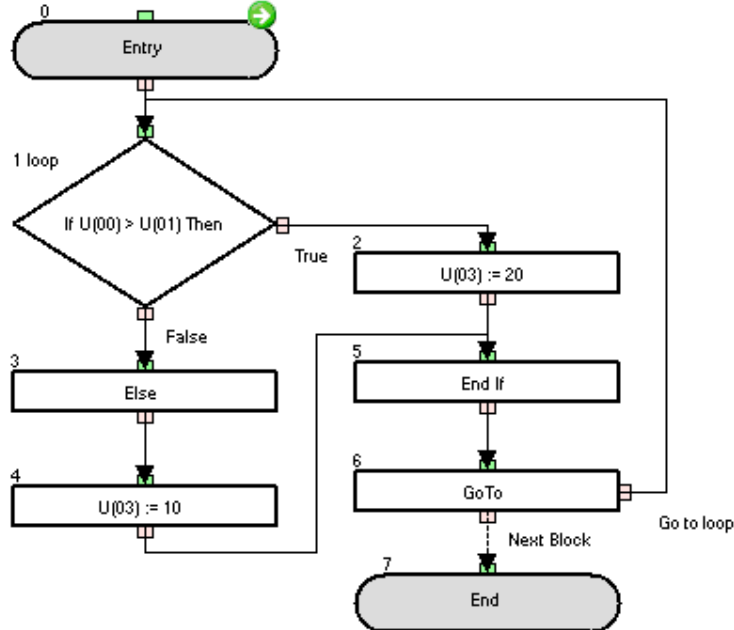 0
Entry
1 loop
If U(00) > U(01) Then
True
2
U(03) := 20
False
3
Else
5
End If
4
U(03) := 10
6
GoTo
Go to loop
Next Block
7
End